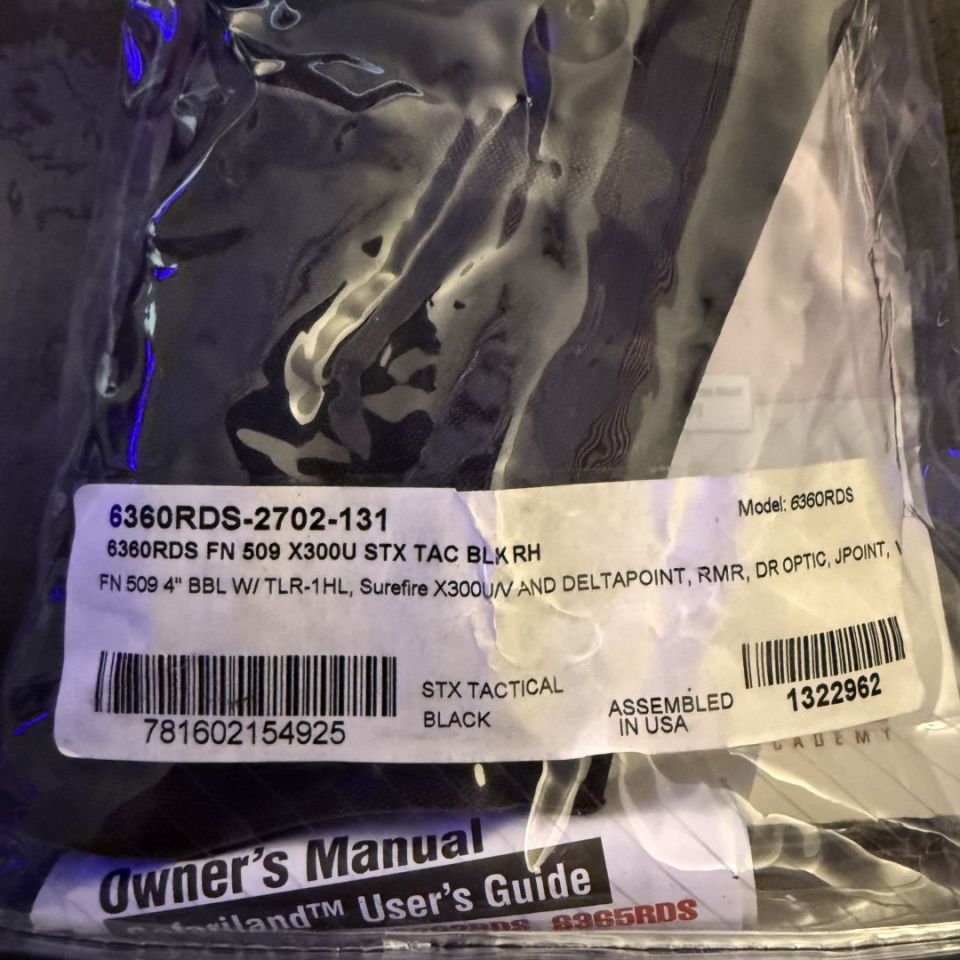 6360RDS-2702-131
Model: 6360RDS
6360RDS FN 509 X300U STX TAC BLK RH
FN 509 4" BBL W/ TLR-1HL, Surefire X300U/V AND DELTAPOINT, RMR, DR OPTIC, JPOINT,
781602154925
STX TACTICAL
BLACK
ASSEMBLED
IN USA
1322962
Owner's Manual
Safariland™ User's Guide
8365RDS